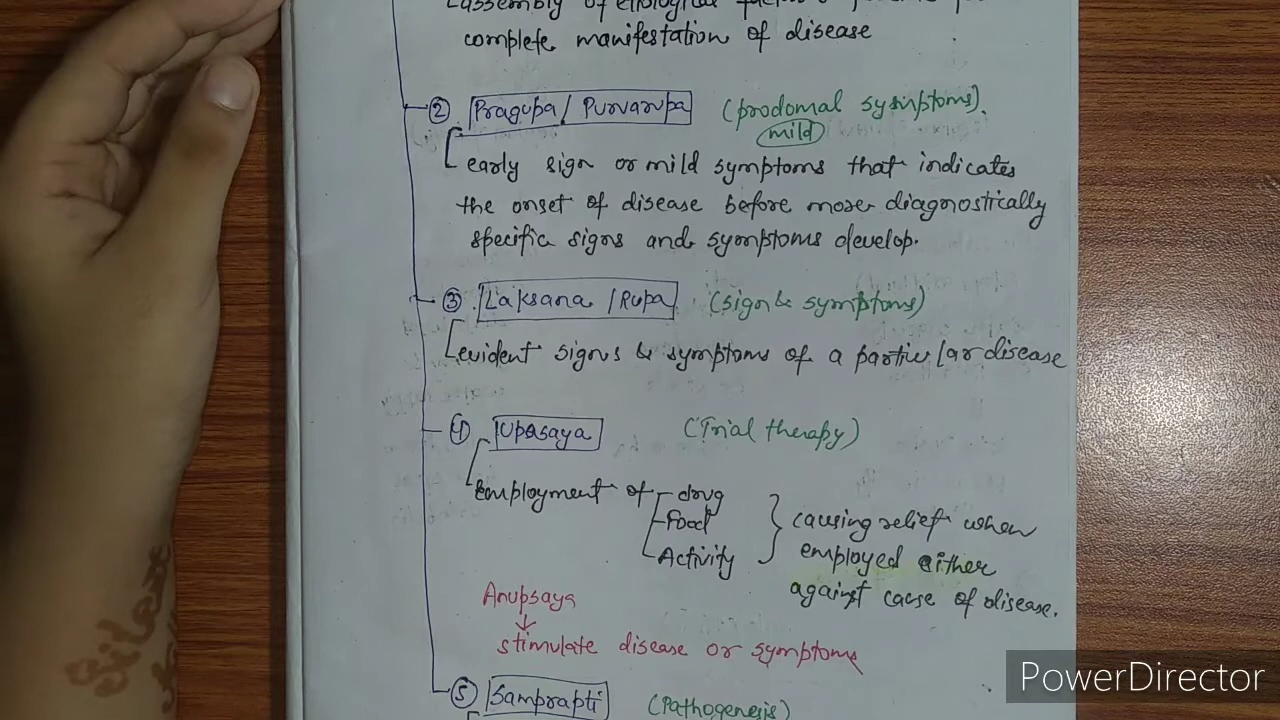 complete manifestation of disease
② Pragupa / Purvarupa (prodomal symptoms).
mild
early sign or mild symptoms that indicates
the onset of disease before more diagnostically
specific signs and symptoms develop.
③ Laksana / Rupa (sign & symptoms)
evident signs & symptoms of a particular disease
④ Upasaya (Trial therapy)
Employment of drug
Food
Activity
causing relief when
employed either
against cause of disease.
Anupsaya
stimulate disease or symptoms
⑤ Samprapti (Pathogenesis)
PowerDirector